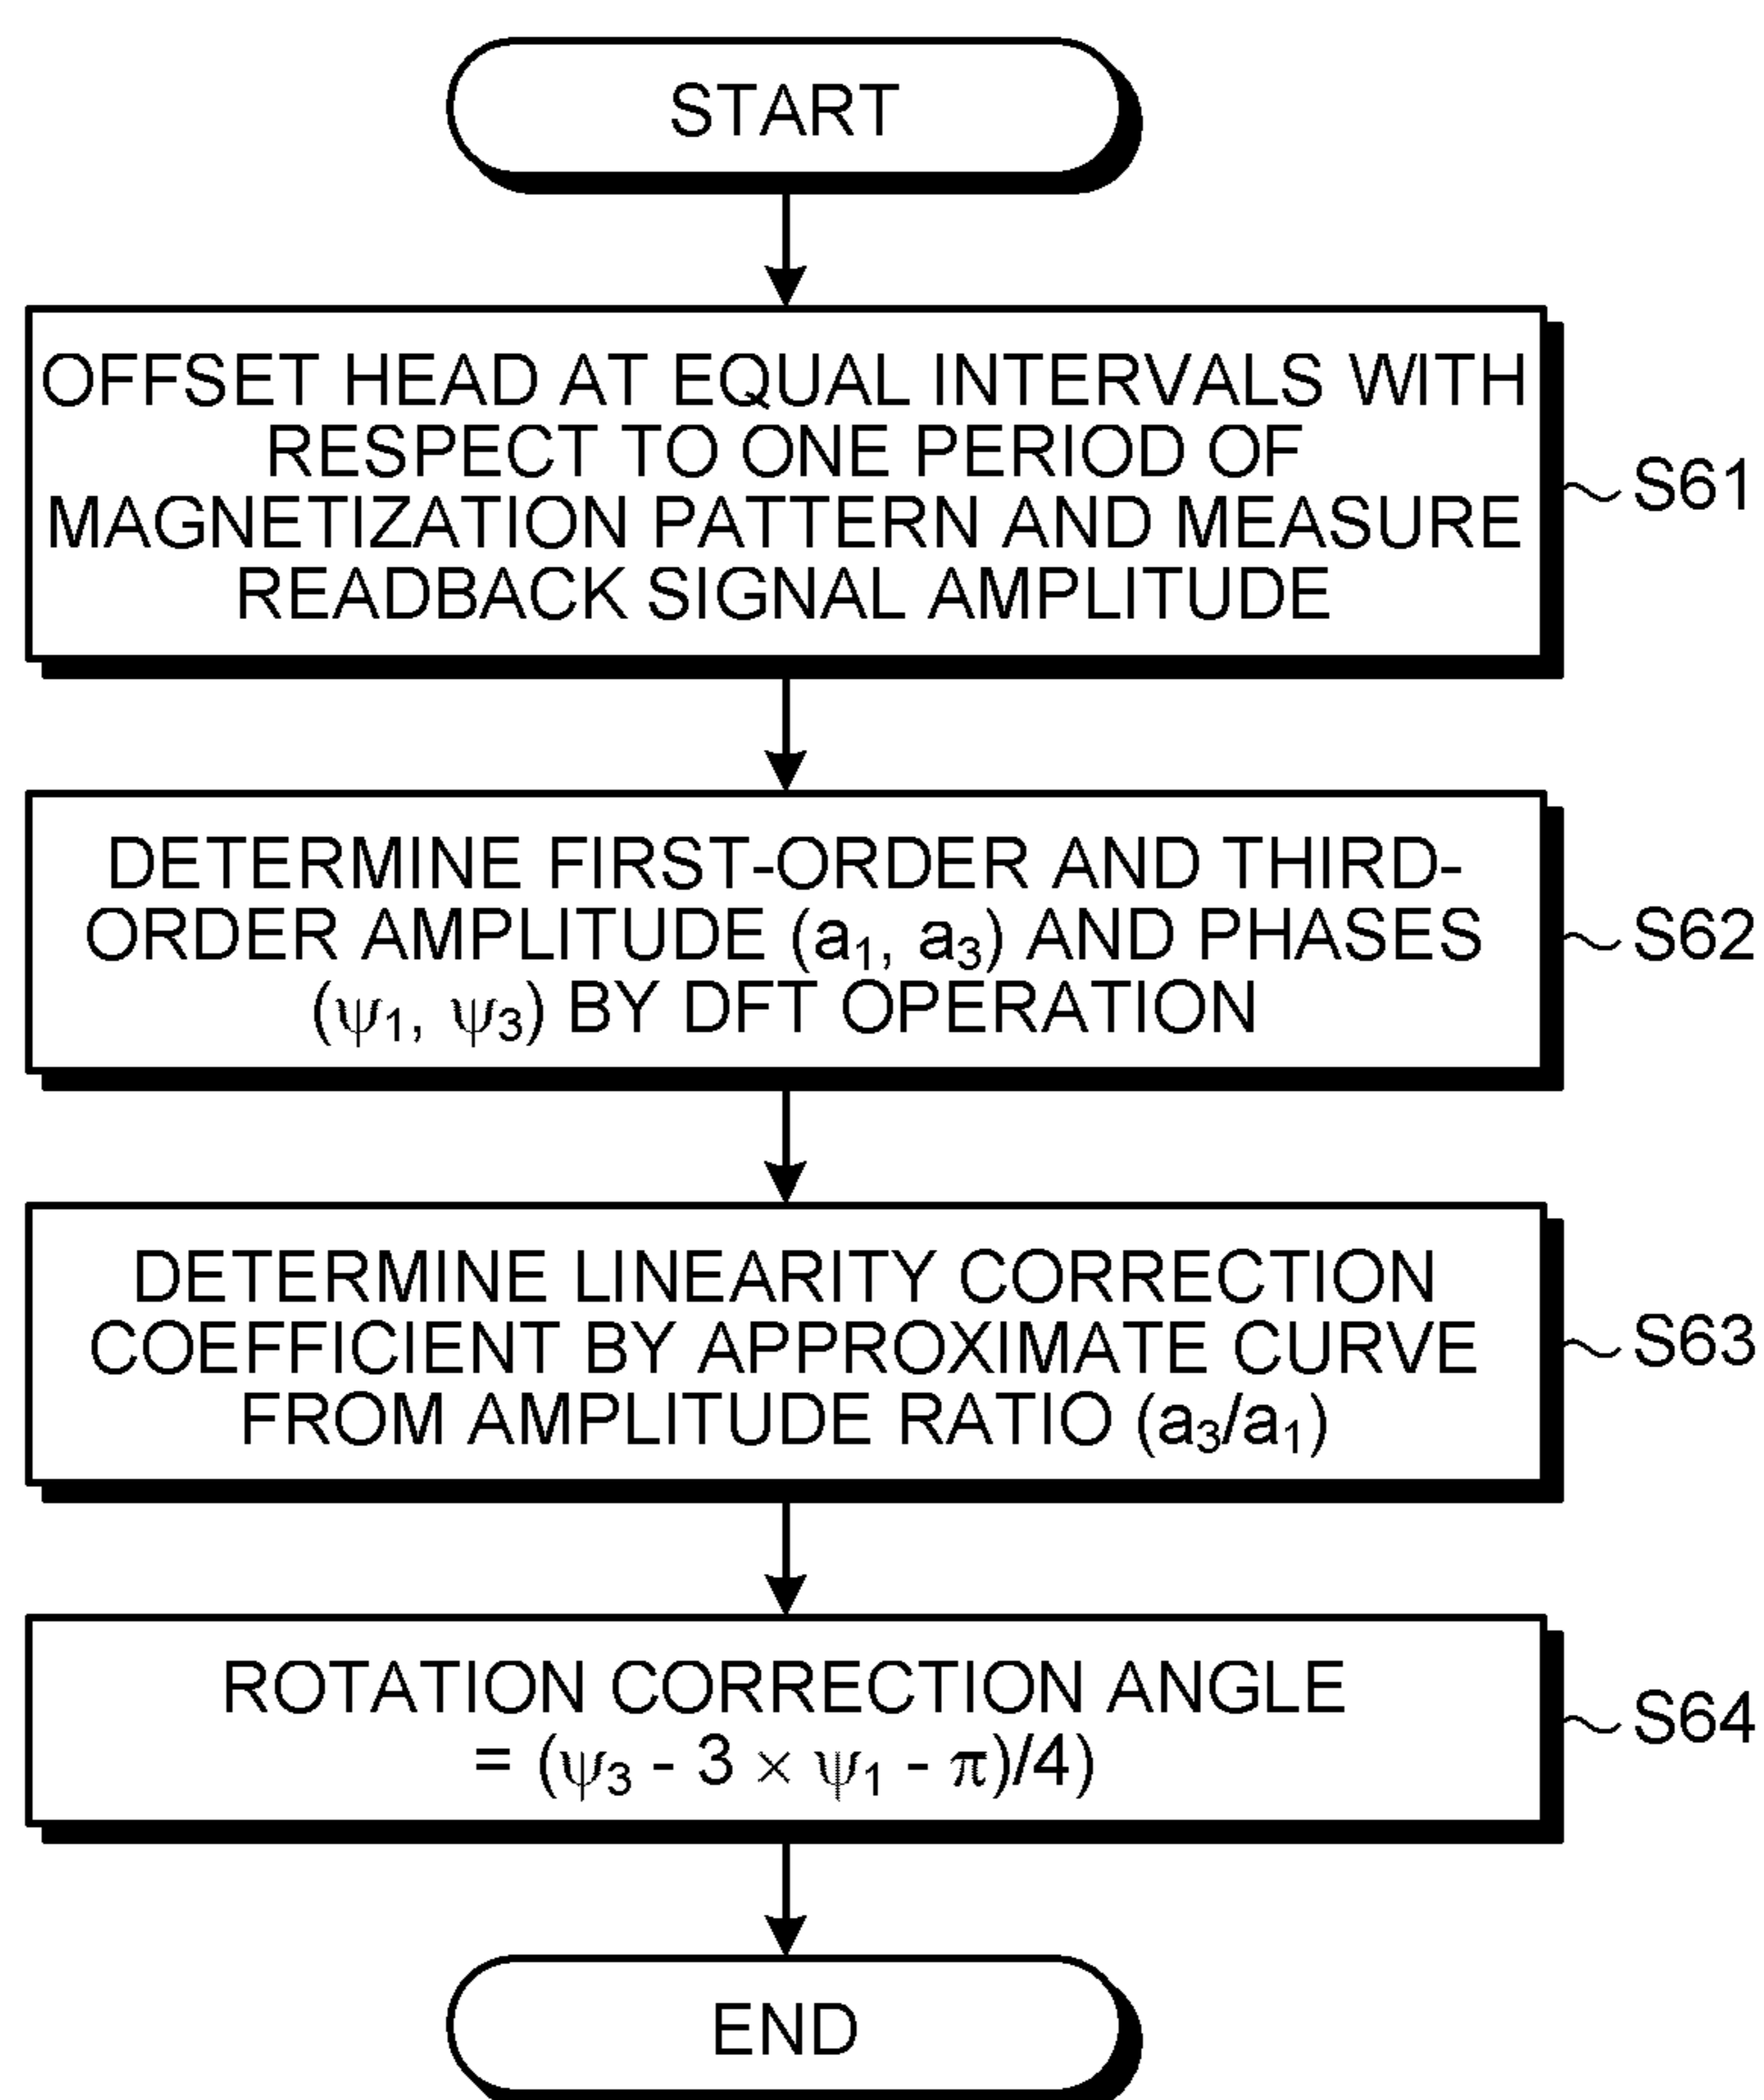 START
OFFSET HEAD AT EQUAL INTERVALS WITH
RESPECT TO ONE PERIOD OF
MAGNETIZATION PATTERN AND MEASURE
READBACK SIGNAL AMPLITUDE
S61
DETERMINE FIRST-ORDER AND THIRD-
ORDER AMPLITUDE (a₁, a₃) AND PHASES
(ψ₁, ψ₃) BY DFT OPERATION
S62
DETERMINE LINEARITY CORRECTION
COEFFICIENT BY APPROXIMATE CURVE
FROM AMPLITUDE RATIO (a₃/a₁)
S63
ROTATION CORRECTION ANGLE
= (ψ₃ - 3 × ψ₁ - π)/4)
S64
END